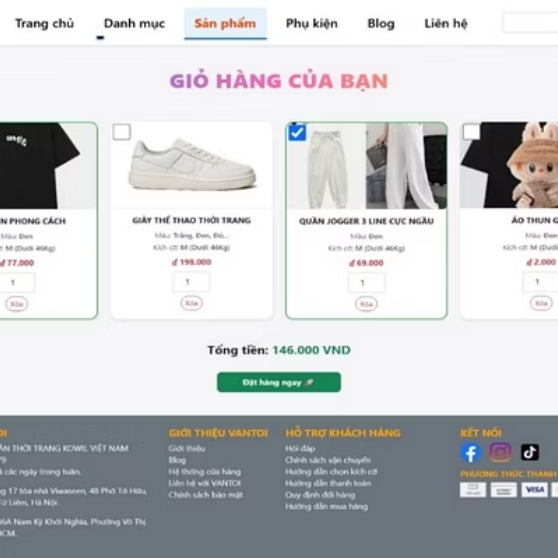 Trang chủ Danh mục Sản phẩm Phụ kiện Blog Liên hệ
GIỎ HÀNG CỦA BẠN
N PHONG CÁCH
Màu: Đen
Kích cỡ: M (Dưới 46Kg)
₫ 77.000
1
Xóa
GIÀY THỂ THAO THỜI TRANG
Màu: Trắng, Đen, Đỏ,..
Kích cỡ: M (Dưới 46Kg)
₫ 198.000
1
Xóa
QUẦN JOGGER 3 LINE CỰC NGẦU
Màu: Đen
Kích cỡ: M (Dưới 46Kg)
₫ 69.000
1
Xóa
ÁO THUN G
Màu: Đen
Kích cỡ: M (Dưới 46Kg)
₫ 2.000
1
Xóa
Tổng tiền: 146.000 VND
Đặt hàng ngay 🚀
OI
ẦN THỜI TRANG KOWIL VIỆT NAM
79
ả các ngày trong tuần.
ng 17 tòa nhà Viwaseen, 48 Phố Tố Hữu,
Từ Liêm, Hà Nội.
06A Nam Kỳ Khởi Nghĩa, Phường Võ Thị
HCM.
GIỚI THIỆU VANTOI
Giới thiệu
Blog
Hệ thống cửa hàng
Liên hệ với VANTOI
Chính sách bảo mật
HỖ TRỢ KHÁCH HÀNG
Hỏi đáp
Chính sách vận chuyển
Hướng dẫn chọn kích cỡ
Hướng dẫn thanh toán
Quy định đổi hàng
Hướng dẫn mua hàng
KẾT NỐI
PHƯƠNG THỨC THANH
VISA